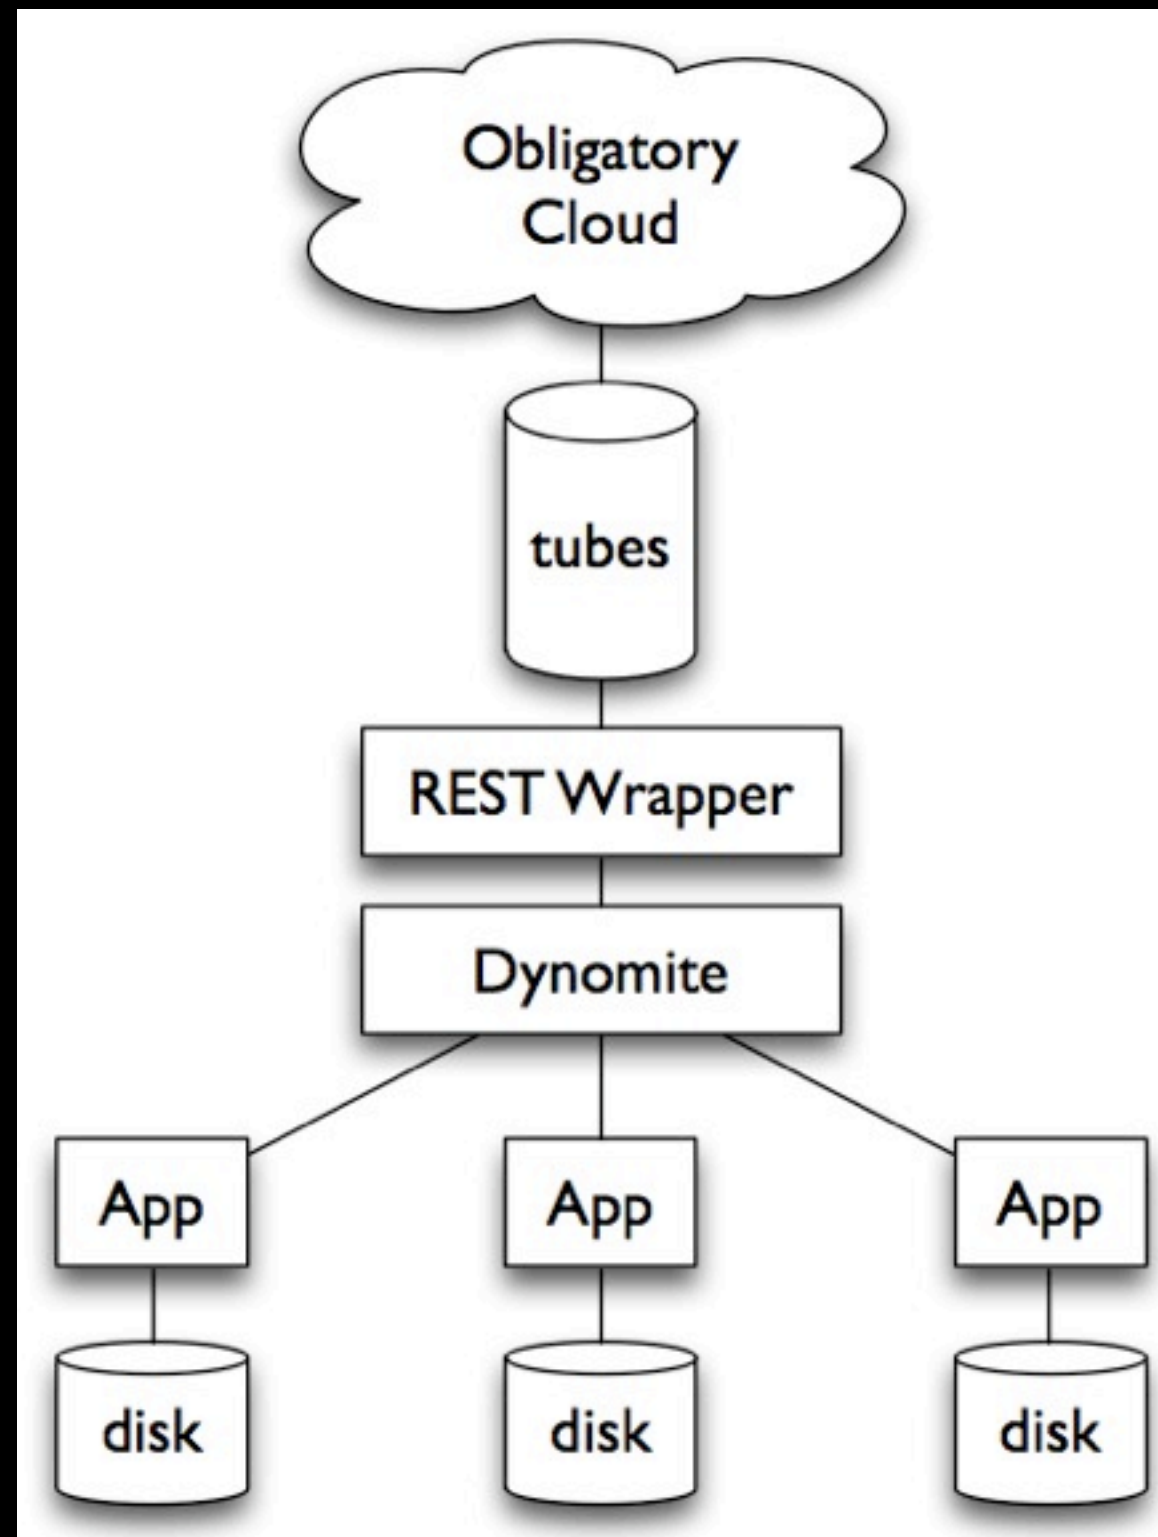 Obligatory
Cloud
tubes
REST Wrapper
Dynomite
App
App
App
disk
disk
disk